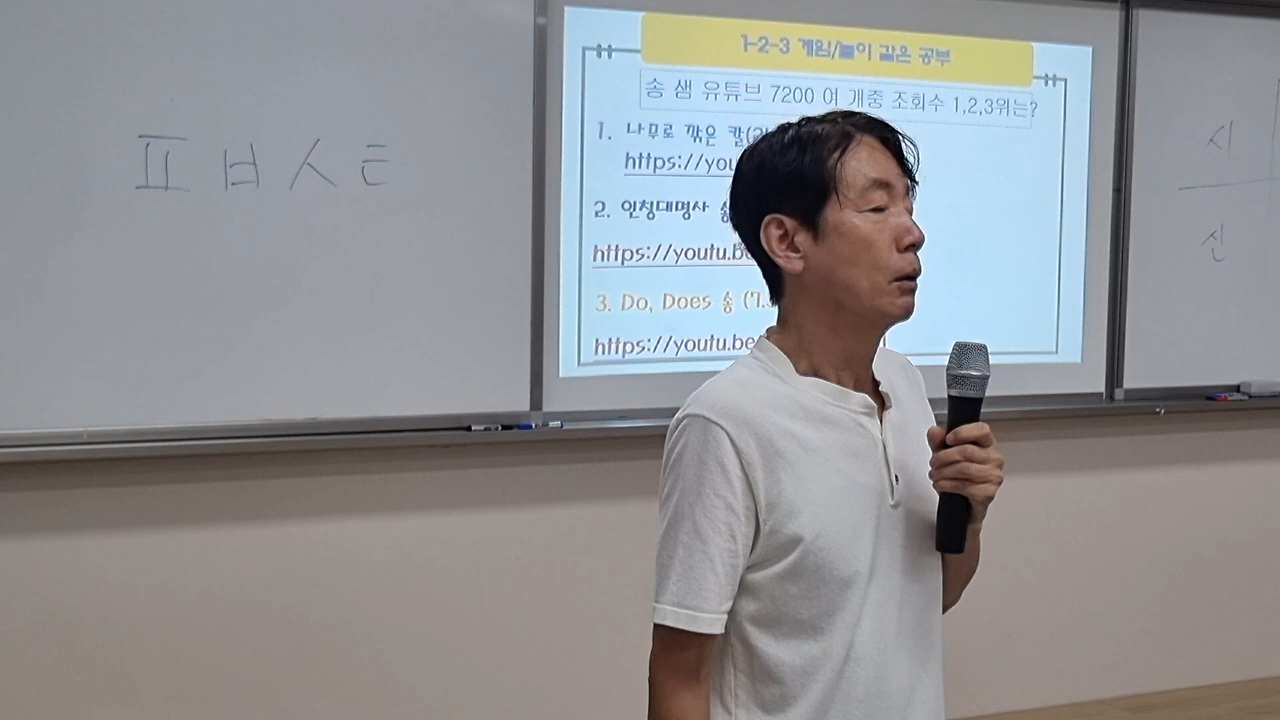 ㅍ ㅂ ㅅ ㅌ
1-2-3 게임/놀이 같은 공부
송 샘 유튜브 7200 여 개중 조회수 1,2,3위는?
1. 나무로 깎은 칼
https://you
2. 인칭대명사 송
https://youtu.be
3. Do, Does 송 (7.
https://youtu.be
시
신